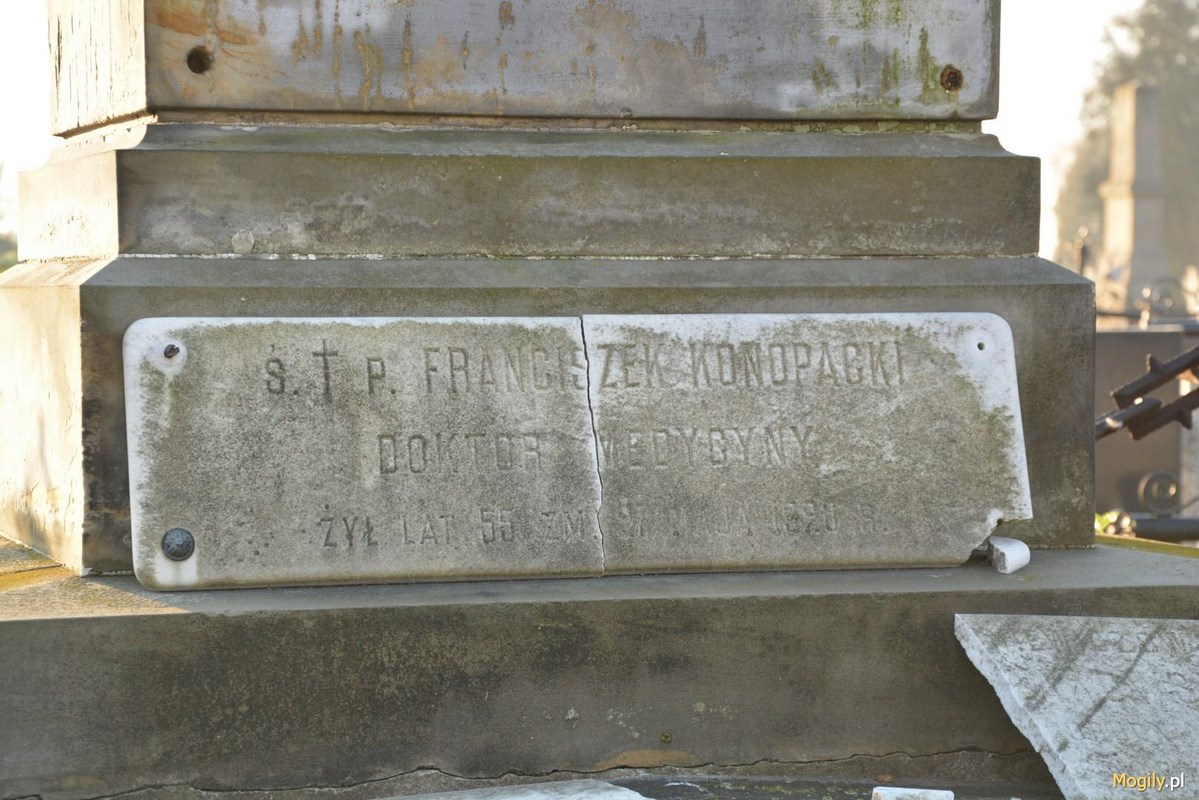 Ś. † P. FRANCISZEK KONOPACKI
DOKTOR MEDYCYNY
ŻYŁ LAT 55 ZM.
Mogily.pl